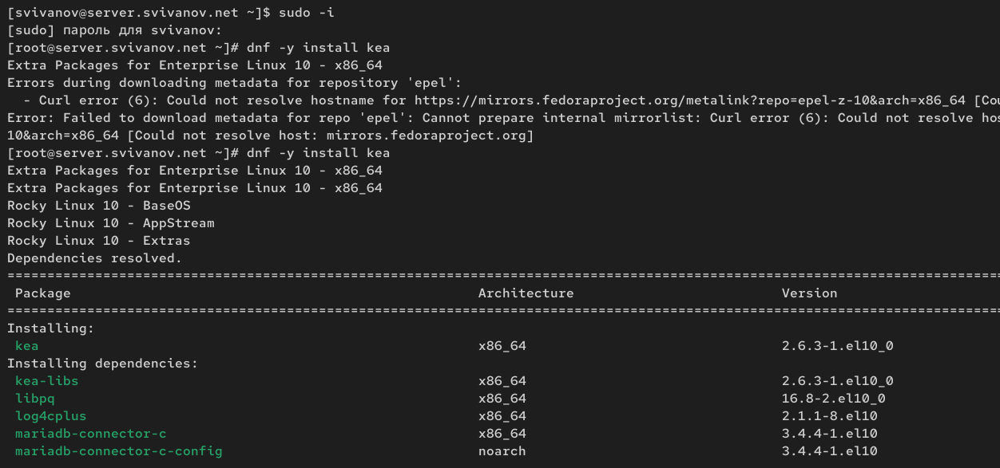 [svivanov@server.svivanov.net ~]$ sudo -i
[sudo] пароль для svivanov:
[root@server.svivanov.net ~]# dnf -y install kea
Extra Packages for Enterprise Linux 10 - x86_64
Errors during downloading metadata for repository 'epel':
  - Curl error (6): Could not resolve hostname for https://mirrors.fedoraproject.org/metalink?repo=epel-z-10&arch=x86_64 [Cou
Error: Failed to download metadata for repo 'epel': Cannot prepare internal mirrorlist: Curl error (6): Could not resolve hos
10&arch=x86_64 [Could not resolve host: mirrors.fedoraproject.org]
[root@server.svivanov.net ~]# dnf -y install kea
Extra Packages for Enterprise Linux 10 - x86_64
Extra Packages for Enterprise Linux 10 - x86_64
Rocky Linux 10 - BaseOS
Rocky Linux 10 - AppStream
Rocky Linux 10 - Extras
Dependencies resolved.
=============================================================================================================================
 Package                                                   Architecture                          Version
=============================================================================================================================
Installing:
 kea                                                       x86_64                                2.6.3-1.el10_0
Installing dependencies:
 kea-libs                                                  x86_64                                2.6.3-1.el10_0
 libpq                                                     x86_64                                16.8-2.el10_0
 log4cplus                                                 x86_64                                2.1.1-8.el10
 mariadb-connector-c                                       x86_64                                3.4.4-1.el10
 mariadb-connector-c-config                                noarch                                3.4.4-1.el10